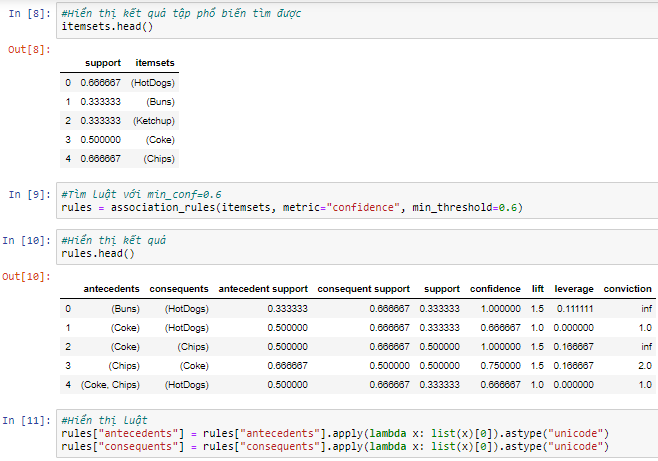 In [8]: #Hiển thị kết quả tập phổ biến tìm được
itemsets.head()
Out[8]:
support itemsets
0 0.666667 (HotDogs)
1 0.333333 (Buns)
2 0.333333 (Ketchup)
3 0.500000 (Coke)
4 0.666667 (Chips)
In [9]: #Tìm luật với min_conf=0.6
rules = association_rules(itemsets, metric="confidence", min_threshold=0.6)
In [10]: #Hiển thị kết quả
rules.head()
Out[10]:
antecedents consequents antecedent support consequent support support confidence lift leverage conviction
0 (Buns) (HotDogs) 0.333333 0.666667 0.333333 1.000000 1.5 0.111111 inf
1 (Coke) (HotDogs) 0.500000 0.666667 0.333333 0.666667 1.0 0.000000 1.0
2 (Coke) (Chips) 0.500000 0.666667 0.500000 1.000000 1.5 0.166667 inf
3 (Chips) (Coke) 0.666667 0.500000 0.500000 0.750000 1.5 0.166667 2.0
4 (Coke, Chips) (HotDogs) 0.500000 0.666667 0.333333 0.666667 1.0 0.000000 1.0
In [11]: #Hiển thị luật
rules["antecedents"] = rules["antecedents"].apply(lambda x: list(x)[0]).astype("unicode")
rules["consequents"] = rules["consequents"].apply(lambda x: list(x)[0]).astype("unicode")